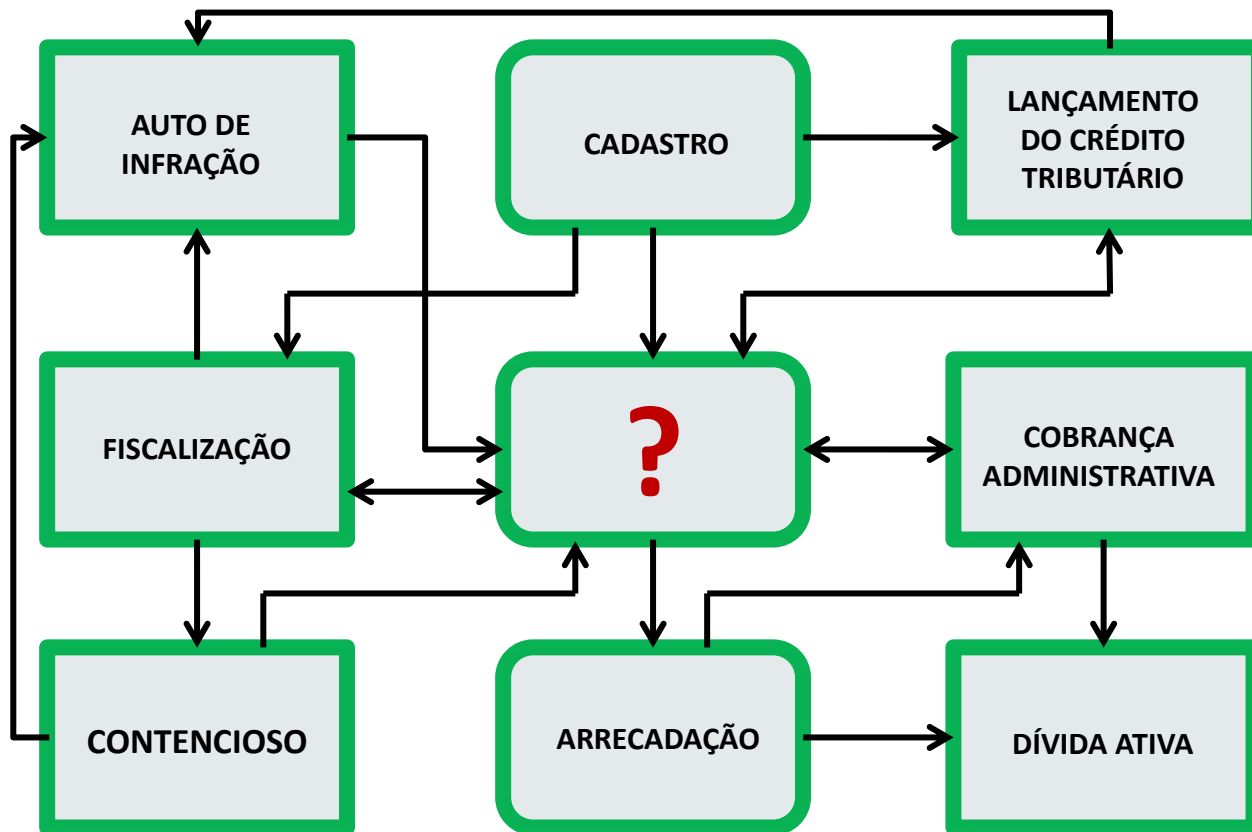 AUTO DE
INFRAÇÃO
CADASTRO
LANÇAMENTO
DO CRÉDITO
TRIBUTÁRIO
FISCALIZAÇÃO
?
COBRANÇA
ADMINISTRATIVA
CONTENCIOSO
ARRECADAÇÃO
DÍVIDA ATIVA